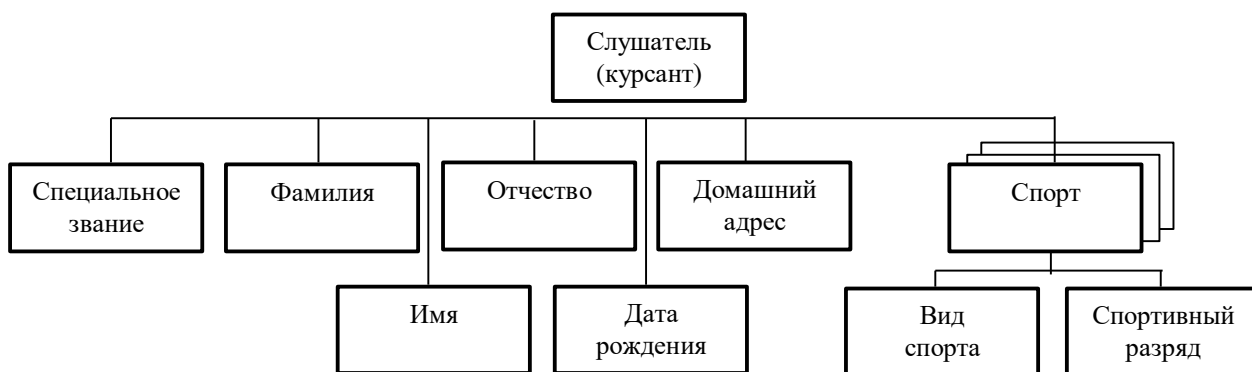 Слушатель
(курсант)
Специальное
звание
Фамилия
Отчество
Домашний
адрес
Спорт
Имя
Дата
рождения
Вид
спорта
Спортивный
разряд